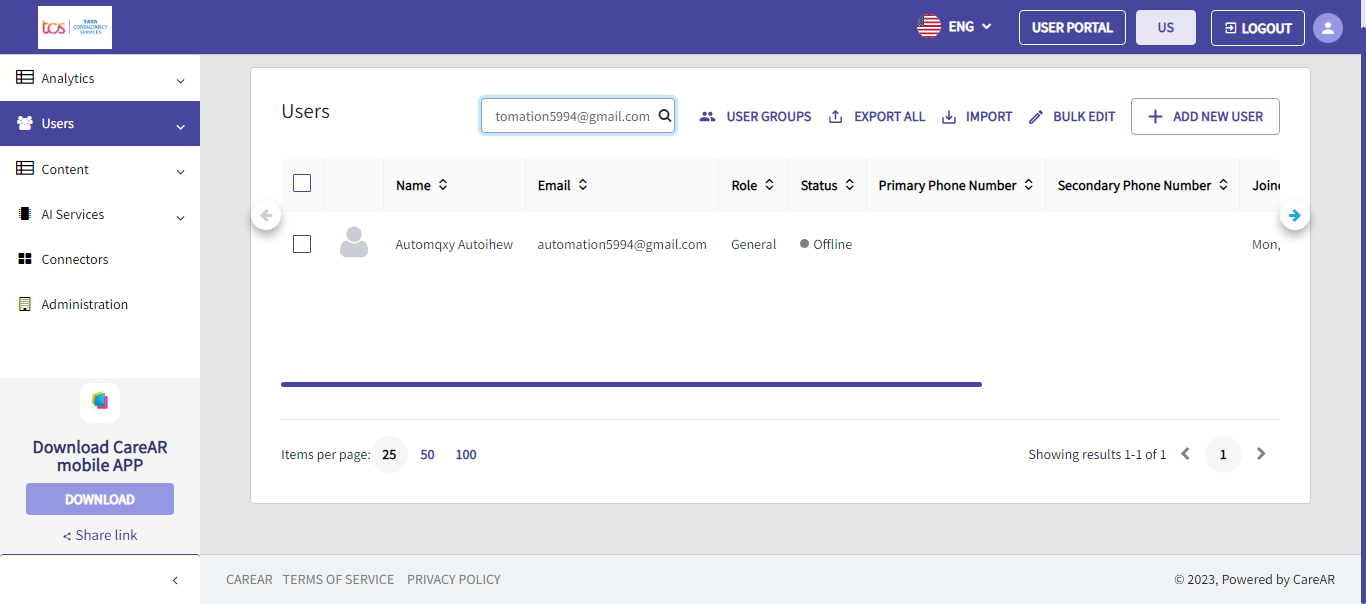 tcs TATA CONSULTANCY SERVICES
ENG
USER PORTAL
US
LOGOUT
Analytics
Users
Content
AI Services
Connectors
Administration
Download CareAR
mobile APP
DOWNLOAD
Share link
Users
tomation5994@gmail.com
USER GROUPS
EXPORT ALL
IMPORT
BULK EDIT
ADD NEW USER
Name Email Role Status Primary Phone Number Secondary Phone Number Joine
Automqxy Autoihew automation5994@gmail.com General Offline Mon,
Items per page: 25 50 100
Showing results 1-1 of 1 1
CAREAR TERMS OF SERVICE PRIVACY POLICY
© 2023, Powered by CareAR